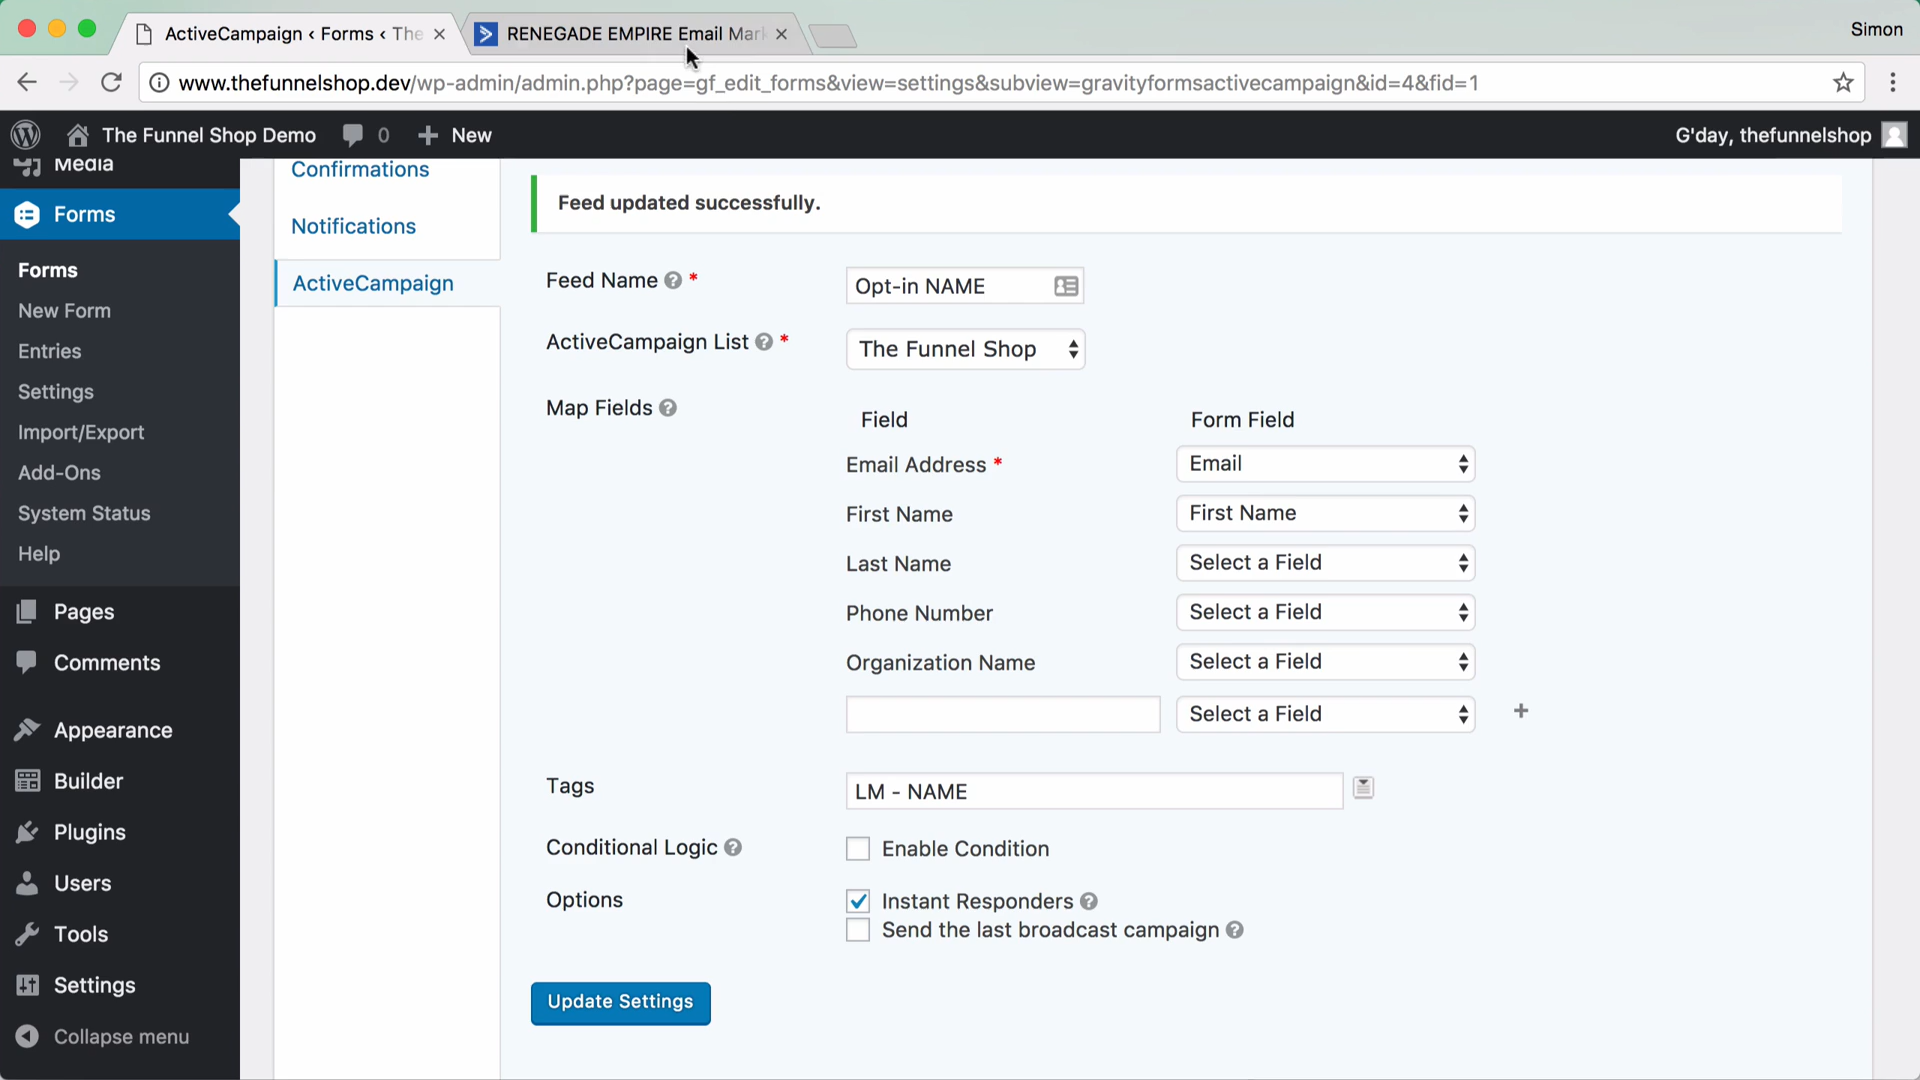 ActiveCampaign ‹ Forms ‹ The
RENEGADE EMPIRE Email Mark
Simon
www.thefunnelshop.dev/wp-admin/admin.php?page=gf_edit_forms&view=settings&subview=gravityformsactivecampaign&id=4&fid=1
The Funnel Shop Demo
0
New
G'day, thefunnelshop
Media
Forms
Forms
New Form
Entries
Settings
Import/Export
Add-Ons
System Status
Help
Pages
Comments
Appearance
Builder
Plugins
Users
Tools
Settings
Collapse menu
Confirmations
Notifications
ActiveCampaign
Feed updated successfully.
Feed Name ? *
Opt-in NAME
ActiveCampaign List ? *
The Funnel Shop
Map Fields ?
Field Form Field
Email Address * Email
First Name First Name
Last Name Select a Field
Phone Number Select a Field
Organization Name Select a Field
Select a Field +
Tags LM - NAME
Conditional Logic ? Enable Condition
Options Instant Responders ?
Send the last broadcast campaign ?
Update Settings